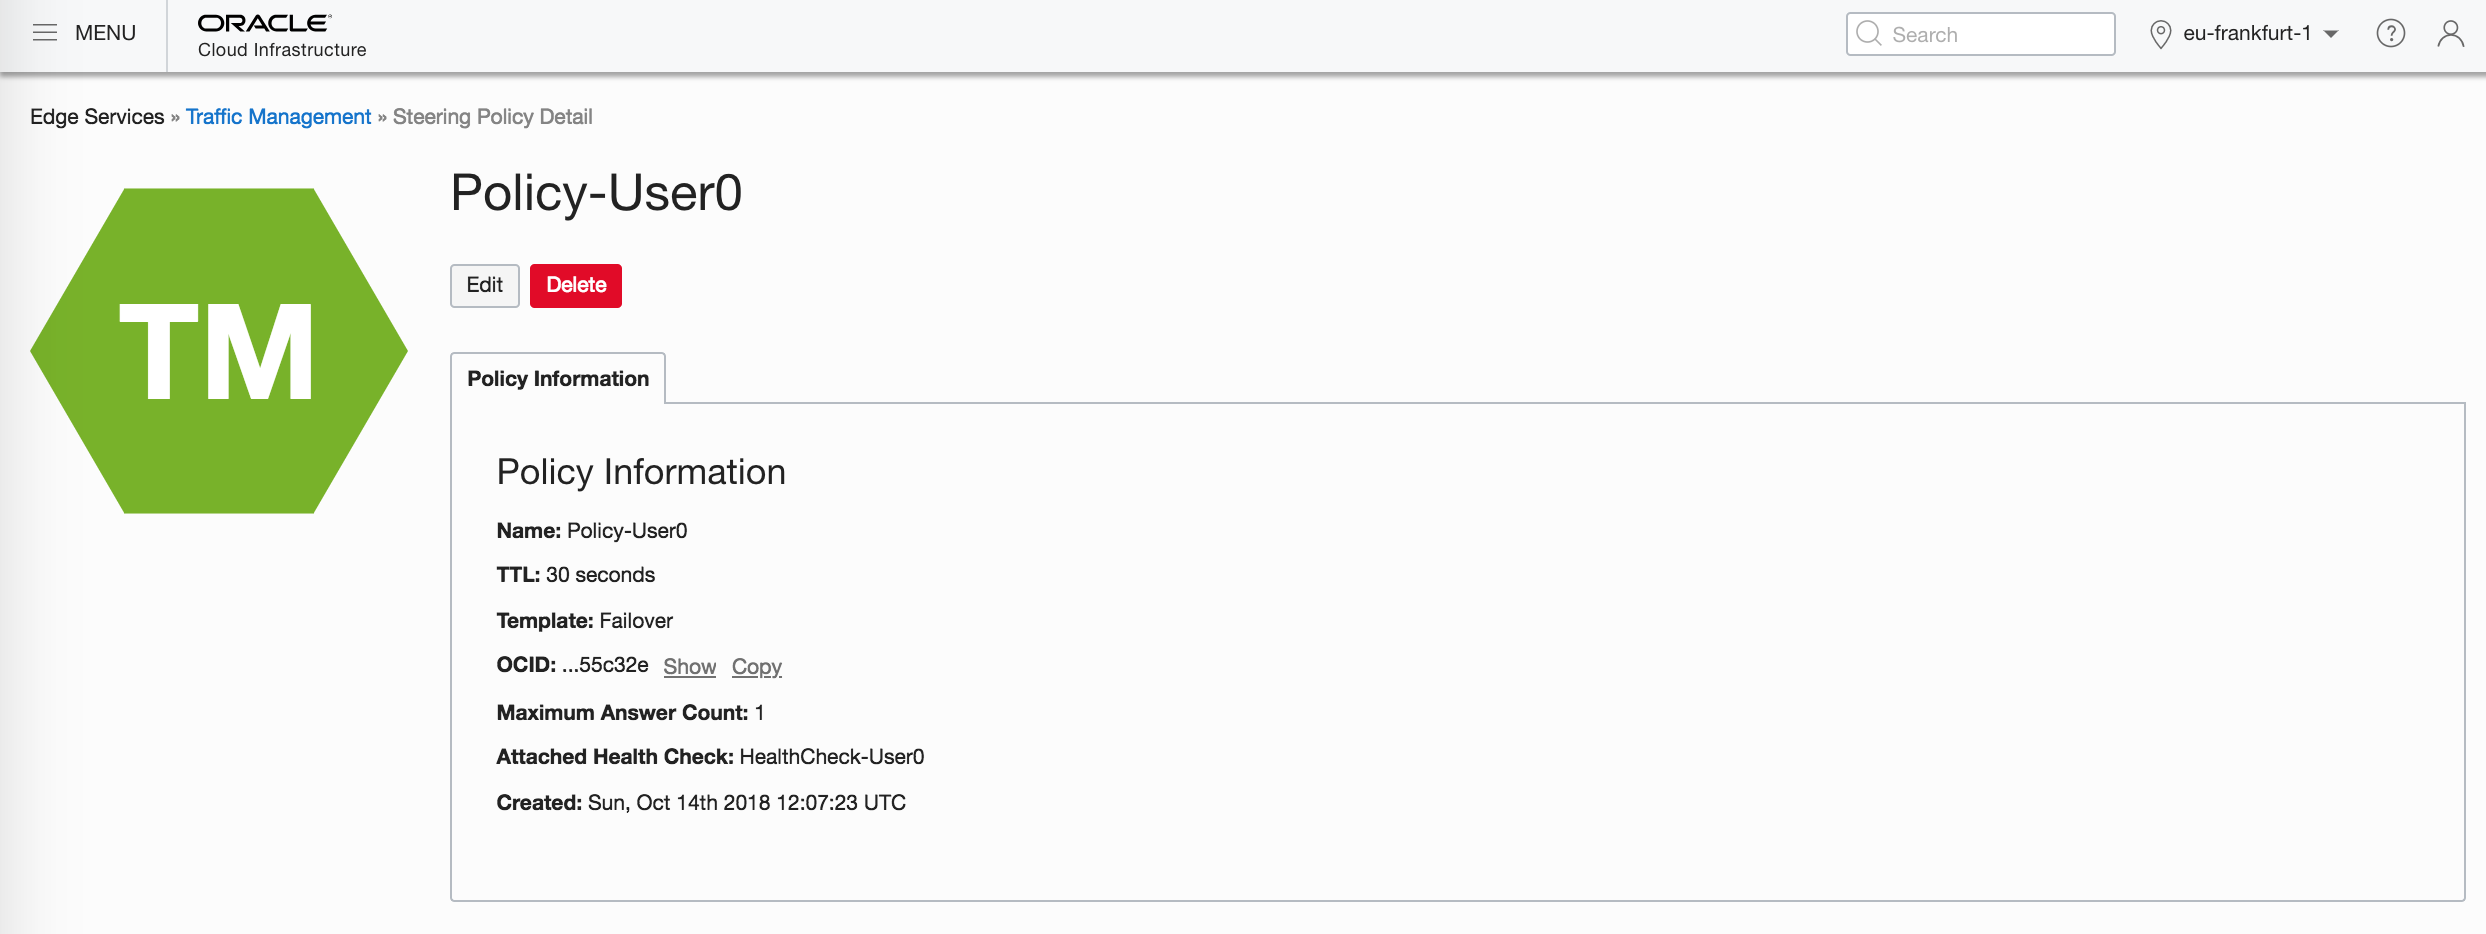 MENU
ORACLE®
Cloud Infrastructure
Search
eu-frankfurt-1
?
Edge Services » Traffic Management » Steering Policy Detail
TM
Policy-User0
Edit
Delete
Policy Information
Policy Information
Name: Policy-User0
TTL: 30 seconds
Template: Failover
OCID: ...55c32e Show Copy
Maximum Answer Count: 1
Attached Health Check: HealthCheck-User0
Created: Sun, Oct 14th 2018 12:07:23 UTC